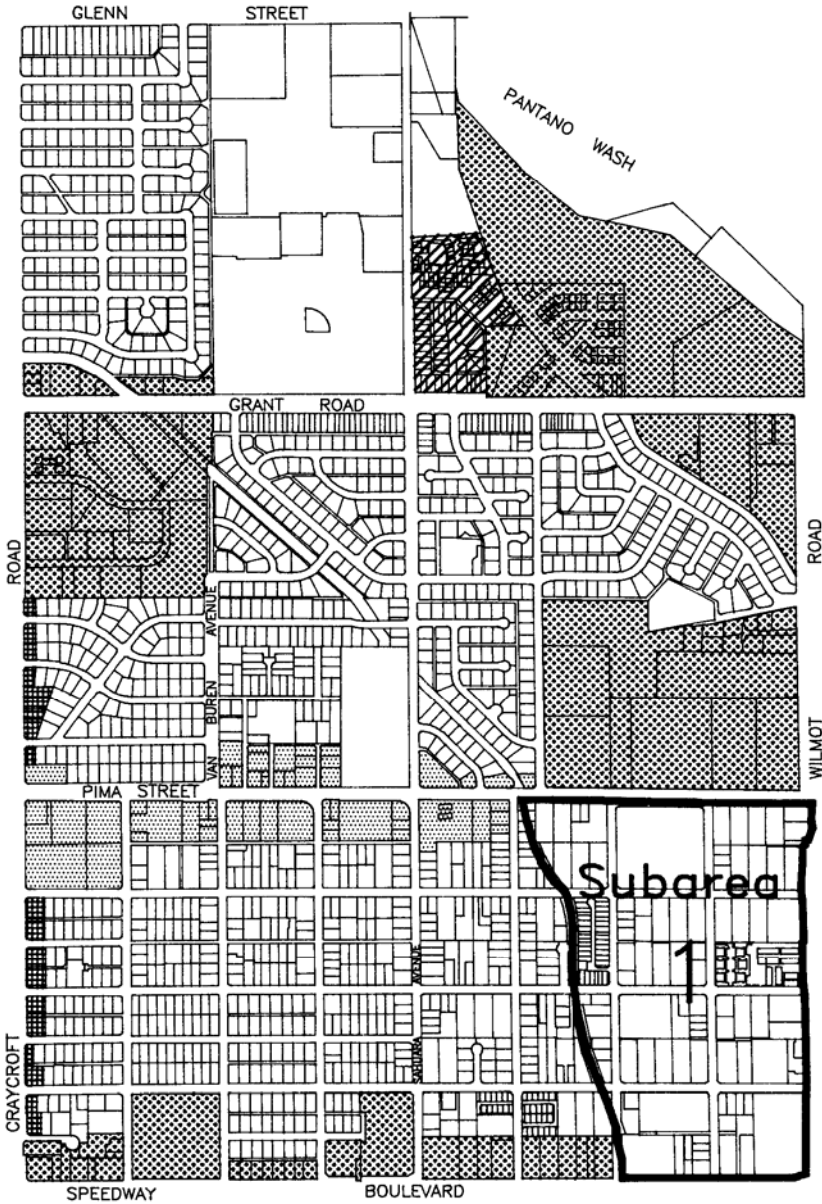 GLENN STREET
PANTANO WASH
GRANT ROAD
ROAD
ROAD
AVENUE
BUREN
VAN
WILMOT
PIMA STREET
Subarea
1
AVENUE
SAHUARA
CRAYCROFT
SPEEDWAY BOULEVARD